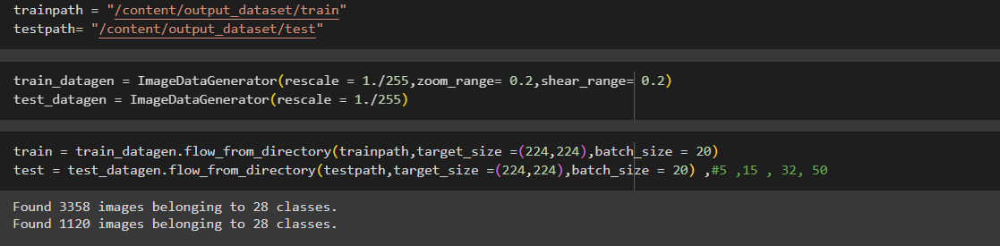 trainpath = "/content/output_dataset/train"
testpath= "/content/output_dataset/test"
train_datagen = ImageDataGenerator(rescale = 1./255,zoom_range= 0.2,shear_range= 0.2)
test_datagen = ImageDataGenerator(rescale = 1./255)
train = train_datagen.flow_from_directory(trainpath,target_size =(224,224),batch_size = 20)
test = test_datagen.flow_from_directory(testpath,target_size =(224,224),batch_size = 20) ,#5 ,15 , 32, 50
Found 3358 images belonging to 28 classes.
Found 1120 images belonging to 28 classes.